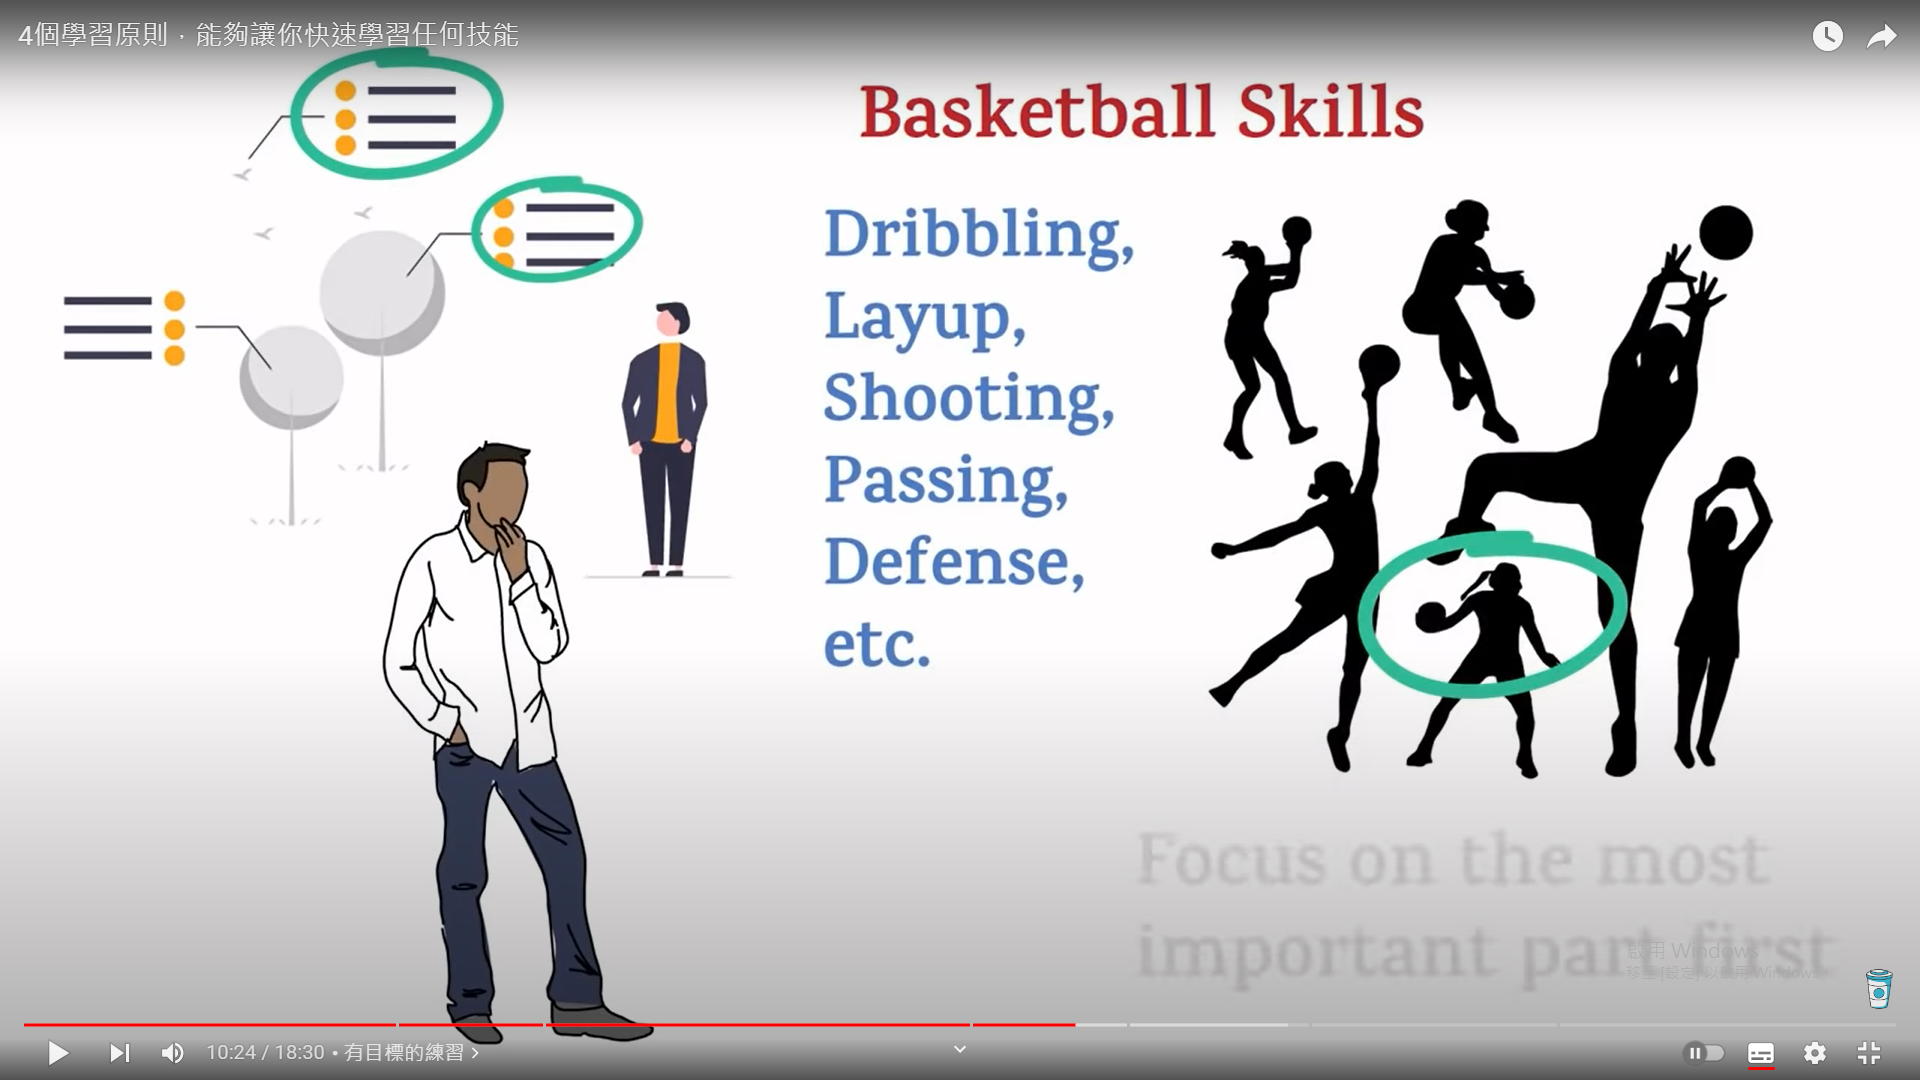 4個學習原則，能夠讓你快速學習任何技能
Basketball Skills
Dribbling,
Layup,
Shooting,
Passing,
Defense,
etc.
Focus on the most
important part first
啟用 Windows
移至 [設定] 以啟用 Windows。
10:24 / 18:30 • 有目標的練習 ›